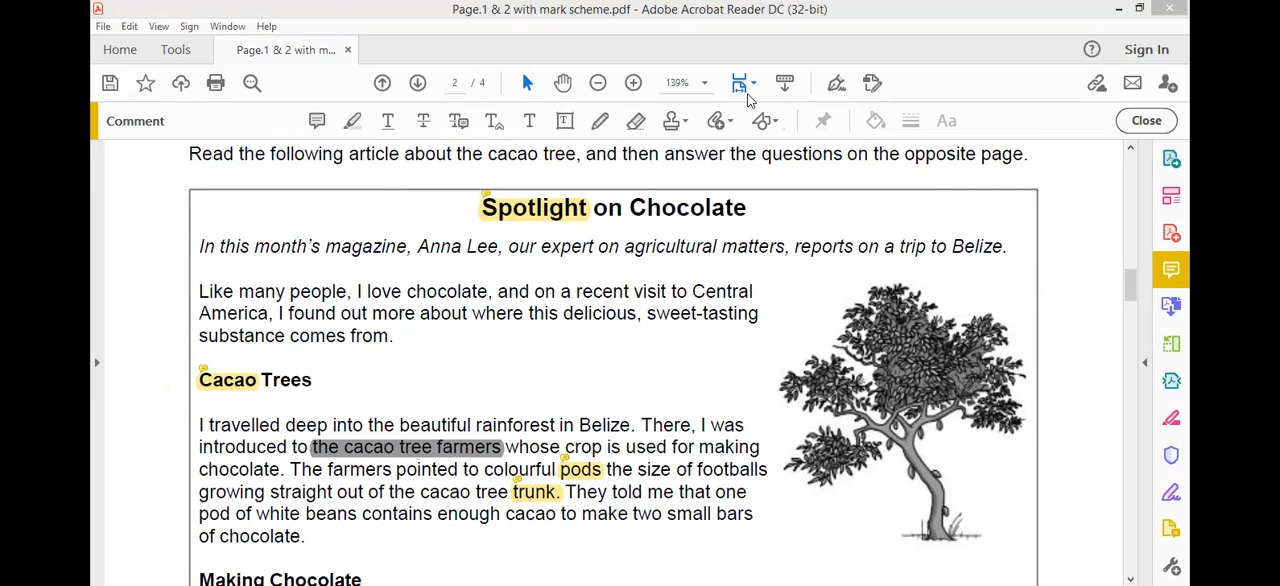 Page.1 & 2 with mark scheme.pdf - Adobe Acrobat Reader DC (32-bit)
File Edit View Sign Window Help
Home Tools Page.1 & 2 with m... × Sign In
2 / 4 139%
Comment Aa Close
Read the following article about the cacao tree, and then answer the questions on the opposite page.
Spotlight on Chocolate
In this month's magazine, Anna Lee, our expert on agricultural matters, reports on a trip to Belize.
Like many people, I love chocolate, and on a recent visit to Central
America, I found out more about where this delicious, sweet-tasting
substance comes from.
Cacao Trees
I travelled deep into the beautiful rainforest in Belize. There, I was
introduced to the cacao tree farmers whose crop is used for making
chocolate. The farmers pointed to colourful pods the size of footballs
growing straight out of the cacao tree trunk. They told me that one
pod of white beans contains enough cacao to make two small bars
of chocolate.
Making Chocolate